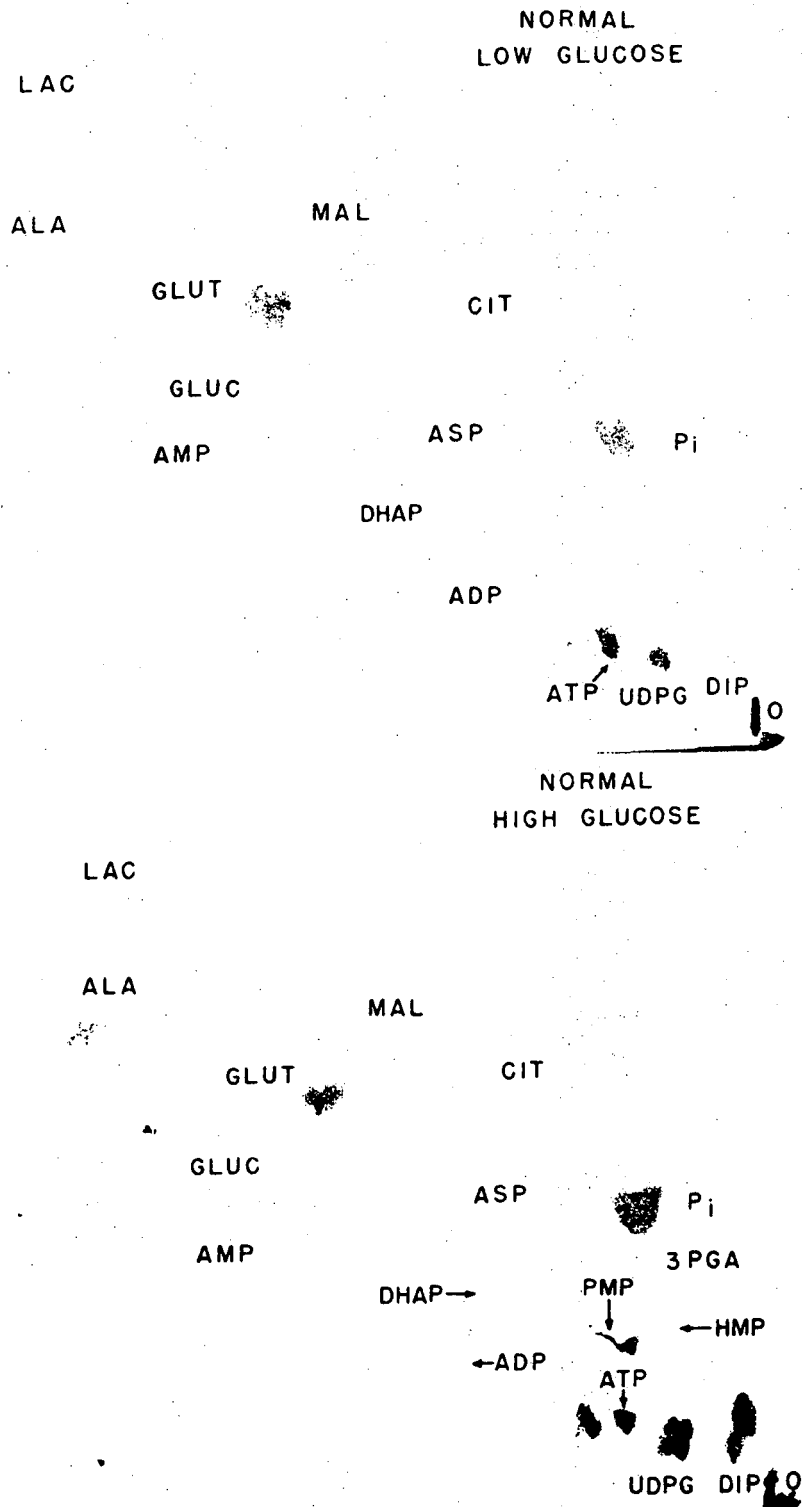 NORMAL
LOW GLUCOSE
LAC
MAL
ALA
GLUT
CIT
GLUC
ASP
Pi
AMP
DHAP
ADP
ATP
UDPG
DIP
O
NORMAL
HIGH GLUCOSE
LAC
ALA
MAL
GLUT
CIT
GLUC
ASP
Pi
AMP
3PGA
DHAP
PMP
HMP
ADP
ATP
UDPG
DIP
O